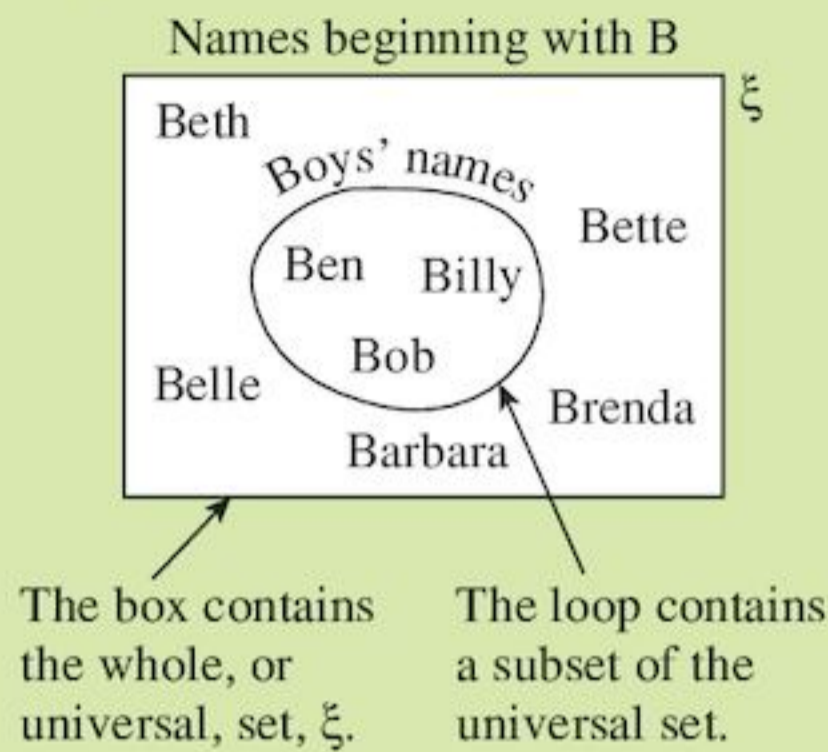 Names beginning with B
ξ
Beth
Boys’ names
Bette
Ben Billy
Bob
Belle
Brenda
Barbara
The box contains
the whole, or
universal, set, ξ.
The loop contains
a subset of the
universal set.